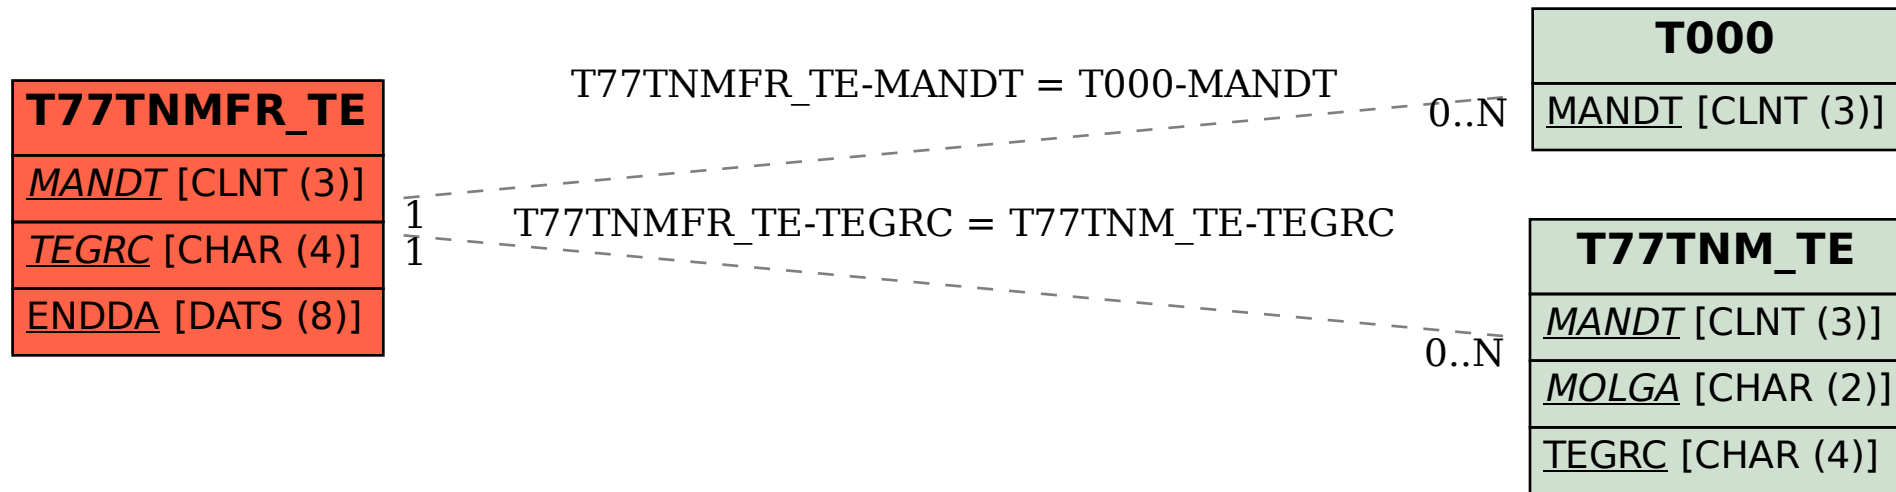 T77TNMFR_TE
MANDT [CLNT (3)]
TEGRC [CHAR (4)]
ENDDA [DATS (8)]
T77TNMFR_TE-MANDT = T000-MANDT
1
0..N
T77TNMFR_TE-TEGRC = T77TNM_TE-TEGRC
1
0..N
T000
MANDT [CLNT (3)]
T77TNM_TE
MANDT [CLNT (3)]
MOLGA [CHAR (2)]
TEGRC [CHAR (4)]